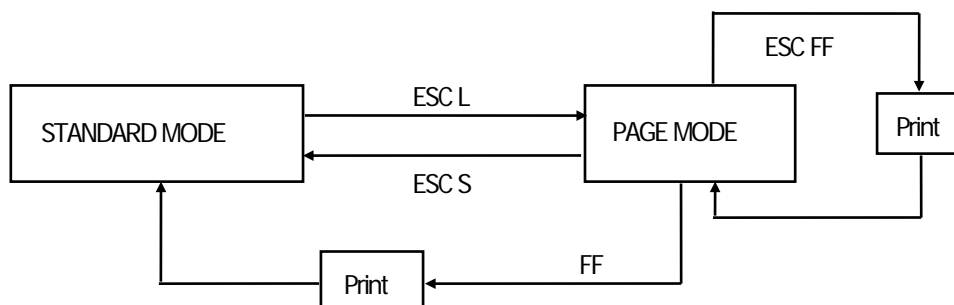 ESC FF
ESC L
STANDARD MODE
PAGE MODE
Print
ESC S
FF
Print